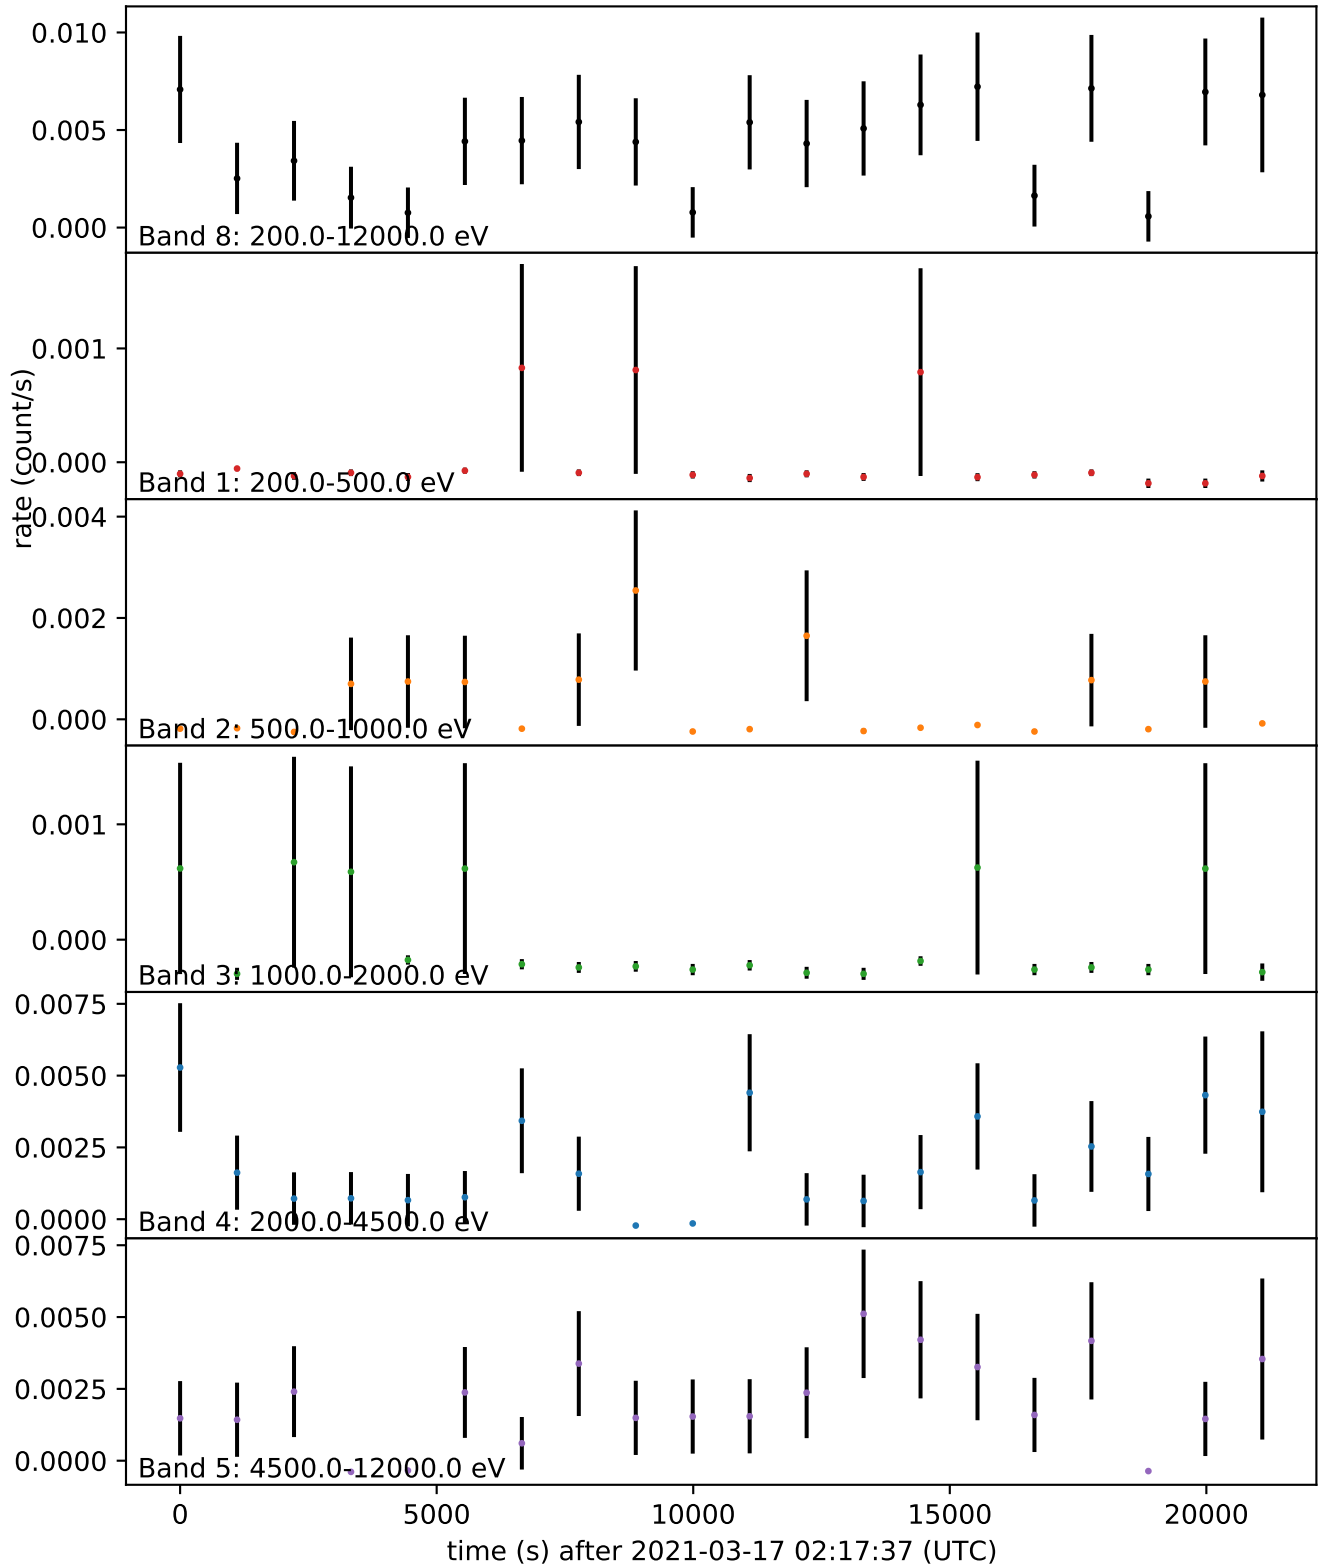 0.010
0.005
0.000
Band 8: 200.0-12000.0 eV
0.001
0.000
Band 1: 200.0-500.0 eV
rate (count/s)
0.004
0.002
0.000
Band 2: 500.0-1000.0 eV
0.001
0.000
Band 3: 1000.0-2000.0 eV
0.0075
0.0050
0.0025
0.0000
Band 4: 2000.0-4500.0 eV
0.0075
0.0050
0.0025
0.0000
Band 5: 4500.0-12000.0 eV
0 5000 10000 15000 20000
time (s) after 2021-03-17 02:17:37 (UTC)